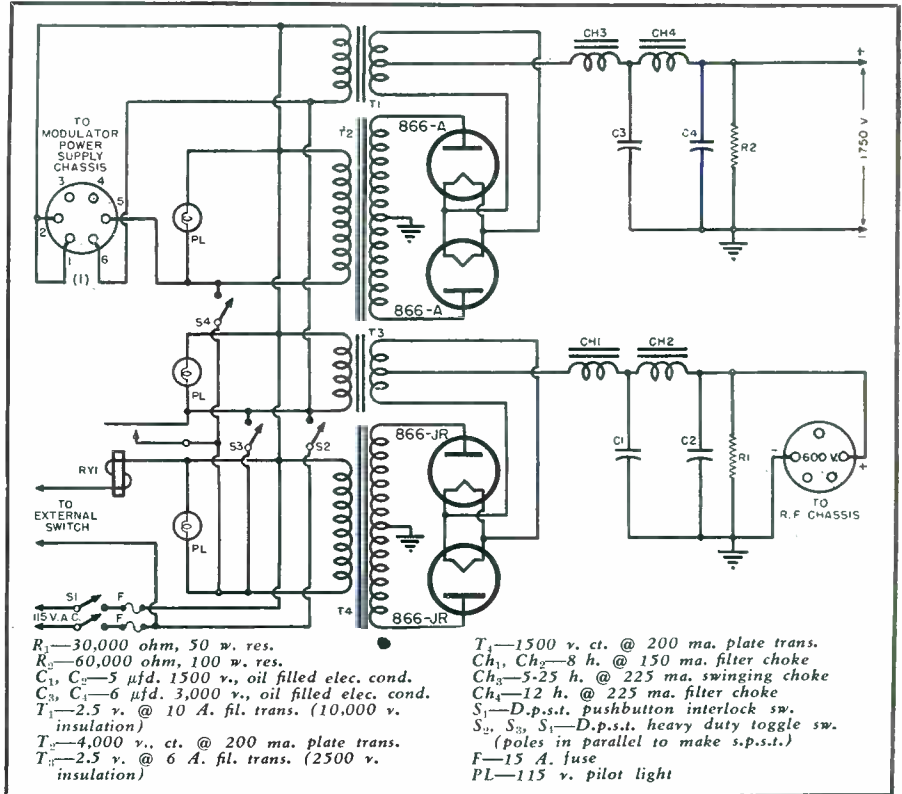 CH3
CH4
TO
MODULATOR
POWER
SUPPLY
CHASSIS
3
4
2
5
1
6
(1)
T1
T2
866-A
866-A
PL
S4
C3
C4
R2
+
1750 V
–
T3
PL
S3
S2
RY1
TO
EXTERNAL
SWITCH
PL
S1
F
115 V. A.C.
F
T4
866-JR
866-JR
CH1
CH2
C1
C2
R1
–
600 V.
+
TO
R.F. CHASSIS
R₁—30,000 ohm, 50 w. res.
R₂—60,000 ohm, 100 w. res.
C₁, C₂—5 µfd. 1500 v., oil filled elec. cond.
C₃, C₄—6 µfd. 3,000 v., oil filled elec. cond.
T₁—2.5 v. @ 10 A. fil. trans. (10,000 v.
insulation)
T₂—4,000 v., ct. @ 200 ma. plate trans.
T₃—2.5 v. @ 6 A. fil. trans. (2500 v.
insulation)
T₄—1500 v. ct. @ 200 ma. plate trans.
Ch₁, Ch₂—8 h. @ 150 ma. filter choke
Ch₃—5-25 h. @ 225 ma. swinging choke
Ch₄—12 h. @ 225 ma. filter choke
S₁—D.p.s.t. pushbutton interlock sw.
S₂, S₃, S₄—D.p.s.t. heavy duty toggle sw.
(poles in parallel to make s.p.s.t.)
F—15 A. fuse
PL—115 v. pilot light